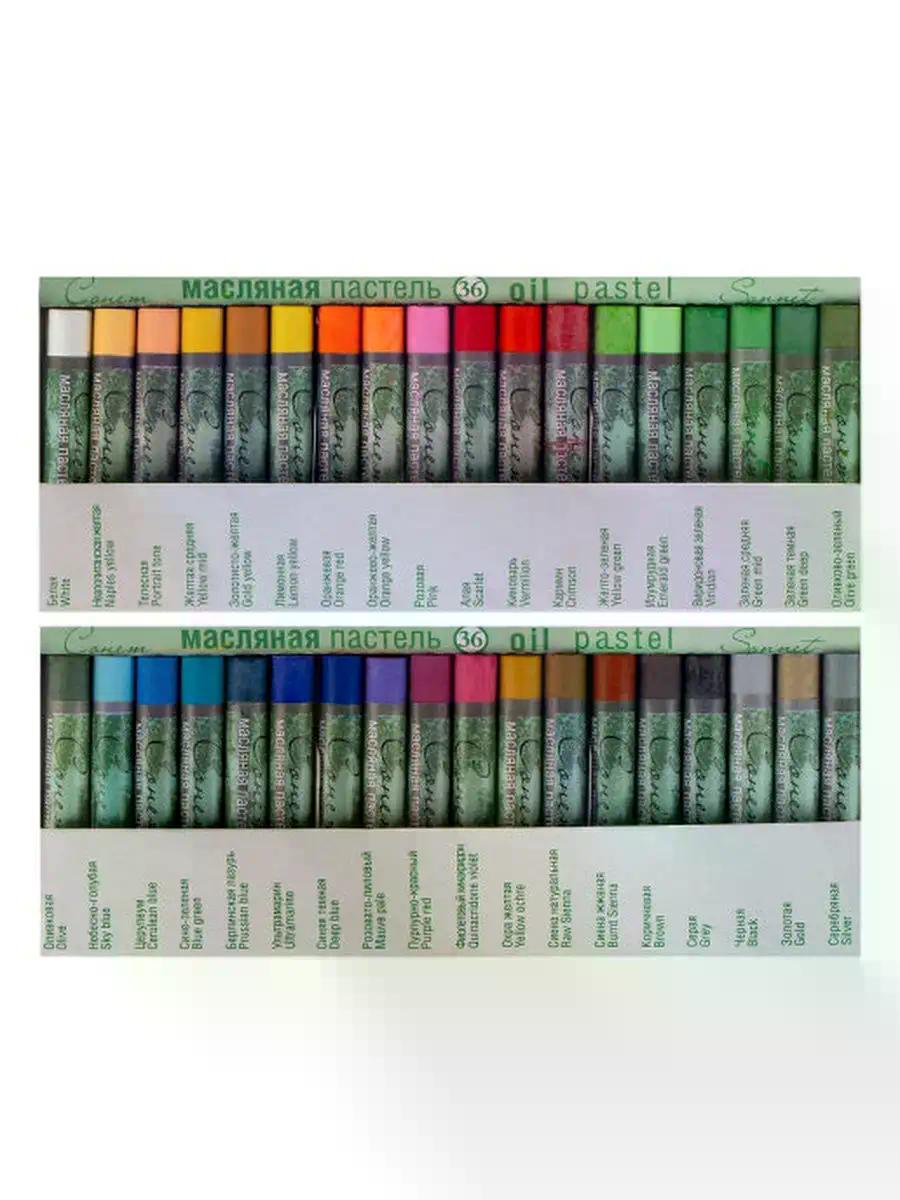 Сонет масляная пастель 36 oil pastel Sonnet
Белая
White
Неаполитанская желтая
Naples yellow
Телесная
Portrait tone
Желтая средняя
Yellow mid
Золотисто-желтая
Gold yellow
Лимонная
Lemon yellow
Оранжевая
Orange red
Оранжево-желтая
Orange yellow
Розовая
Pink
Алая
Scarlet
Киноварь
Vermilion
Кармин
Crimson
Желто-зеленая
Yellow green
Изумрудная
Emerald green
Виридоновая зеленая
Viridian
Зеленая средняя
Green mid
Зеленая темная
Green deep
Оливково-зеленый
Olive green
Сонет масляная пастель 36 oil pastel Sonnet
Оливковая
Olive
Небесно-голубая
Sky blue
Церулеум
Cerulean blue
Сине-зеленая
Blue green
Берлинская лазурь
Prussian blue
Ультрамарин
Ultramarine
Синяя темная
Deep blue
Розовато-лиловый
Mauve pale
Пурпурно-красный
Purple red
Фиолетовый хинакридон
Quinacridone violet
Охра желтая
Yellow ochre
Сиена натуральная
Raw Sienna
Сиена жженая
Burnt Sienna
Коричневая
Brown
Серая
Grey
Черная
Black
Золотая
Gold
Серебряная
Silver